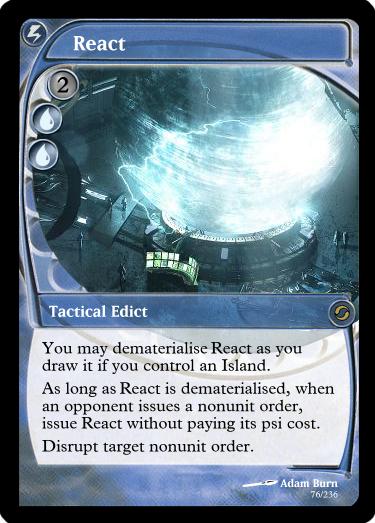 React
2
Tactical Edict
You may dematerialise React as you
draw it if you control an Island.
As long as React is dematerialised, when
an opponent issues a nonunit order,
issue React without paying its psi cost.
Disrupt target nonunit order.
Adam Burn
76/236